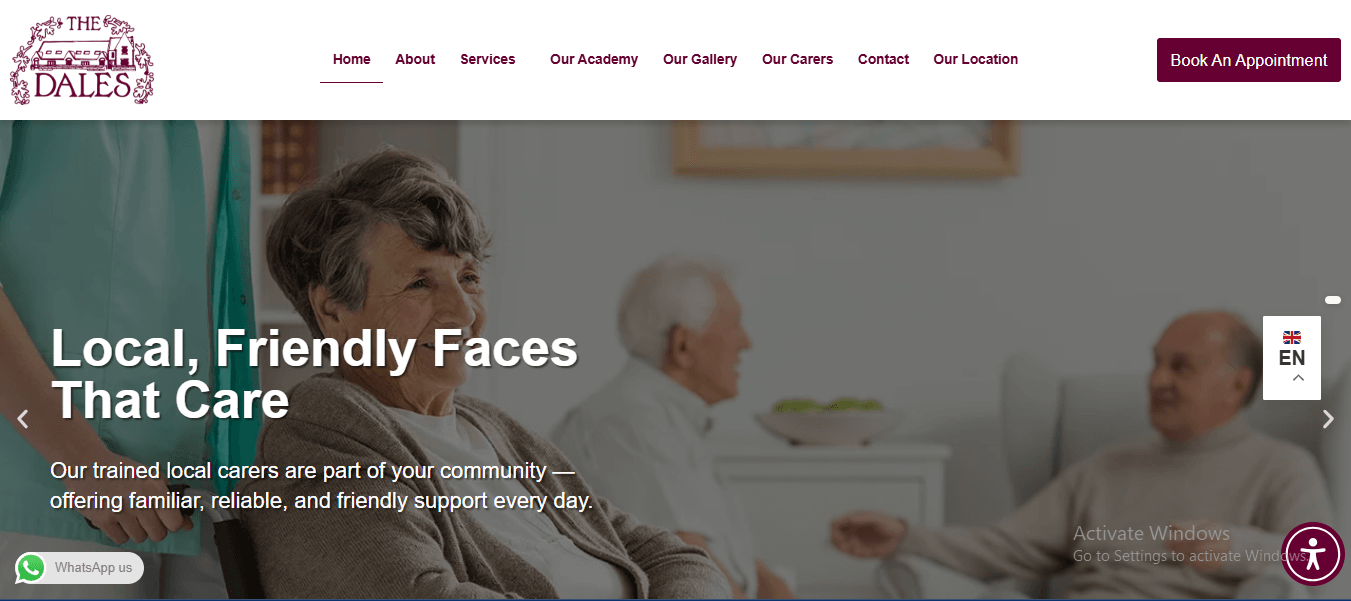 THE
DALES
Home About Services Our Academy Our Gallery Our Carers Contact Our Location
Book An Appointment
Local, Friendly Faces
That Care
EN
Our trained local carers are part of your community —
offering familiar, reliable, and friendly support every day.
Activate Windows
Go to Settings to activate Windows.
WhatsApp us